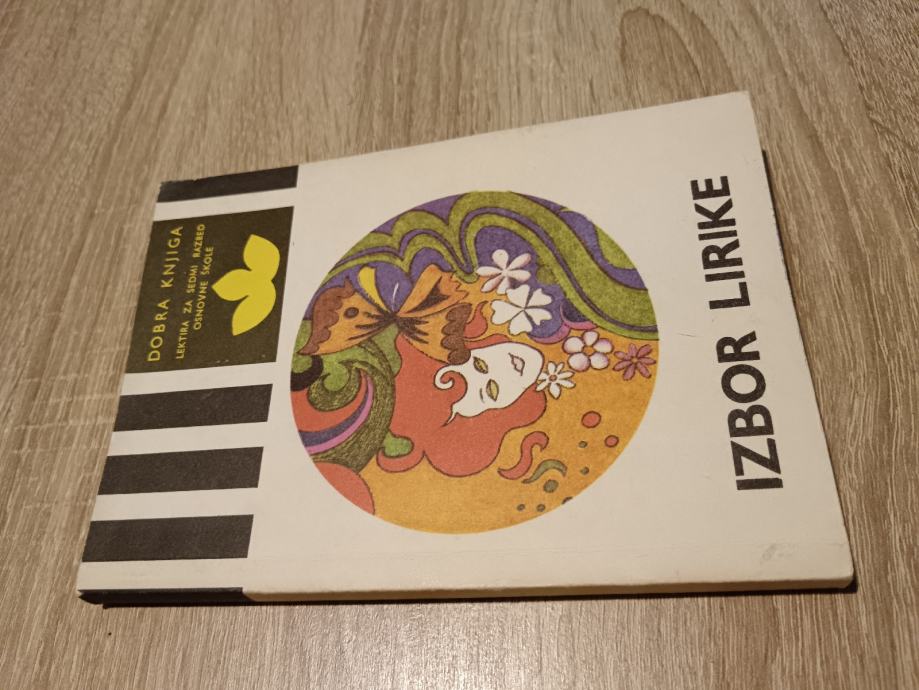 DOBRA KNJIGA
LEKTIRA ZA SEDMI RAZRED
OSNOVNE ŠKOLE
IZBOR LIRIKE